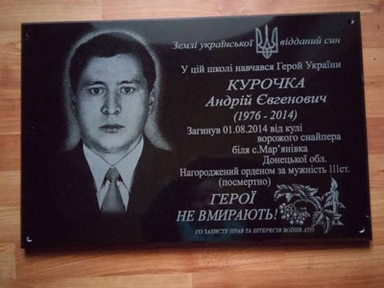 Землі української відданий син
У цій школі навчався Герой України
КУРОЧКА
Андрій Євгенович
(1976 - 2014)
Загинув 01.08.2014 від кулі
ворожого снайпера
біля с.Мар'янівка
Донецької обл.
Нагороджений орденом за мужність IIIст.
(посмертно)
ГЕРОЇ
НЕ ВМИРАЮТЬ!
ГО ЗАХИСТУ ПРАВ ТА ІНТЕРЕСІВ ВОЇНІВ АТО